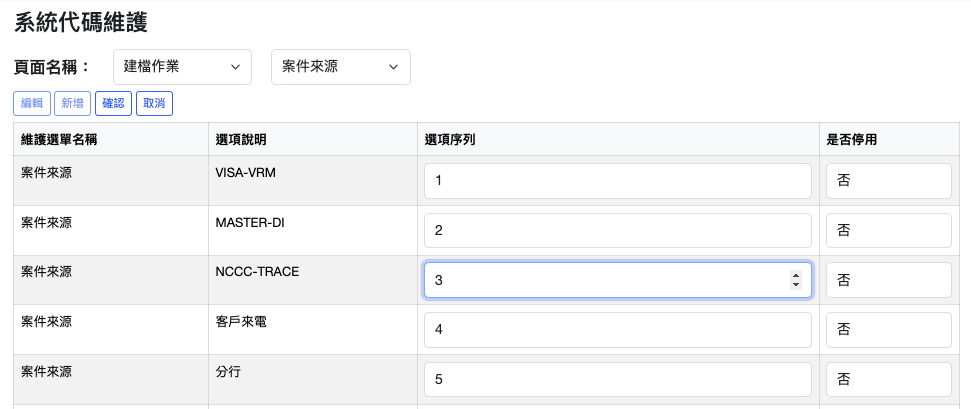 系統代碼維護
頁面名稱： 建檔作業 案件來源
編輯 新增 確認 取消
維護選單名稱 選項說明 選項序列 是否停用
案件來源 VISA-VRM 1 否
案件來源 MASTER-DI 2 否
案件來源 NCCC-TRACE 3 否
案件來源 客戶來電 4 否
案件來源 分行 5 否